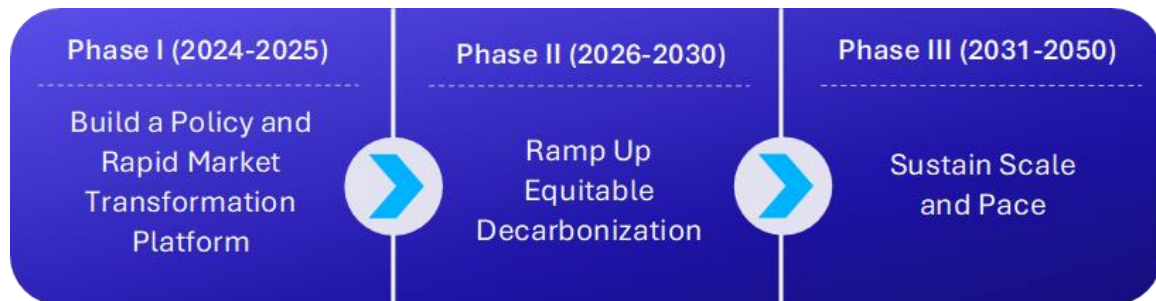 Phase I (2024-2025)
Build a Policy and
Rapid Market
Transformation
Platform
Phase II (2026-2030)
Ramp Up
Equitable
Decarbonization
Phase III (2031-2050)
Sustain Scale
and Pace